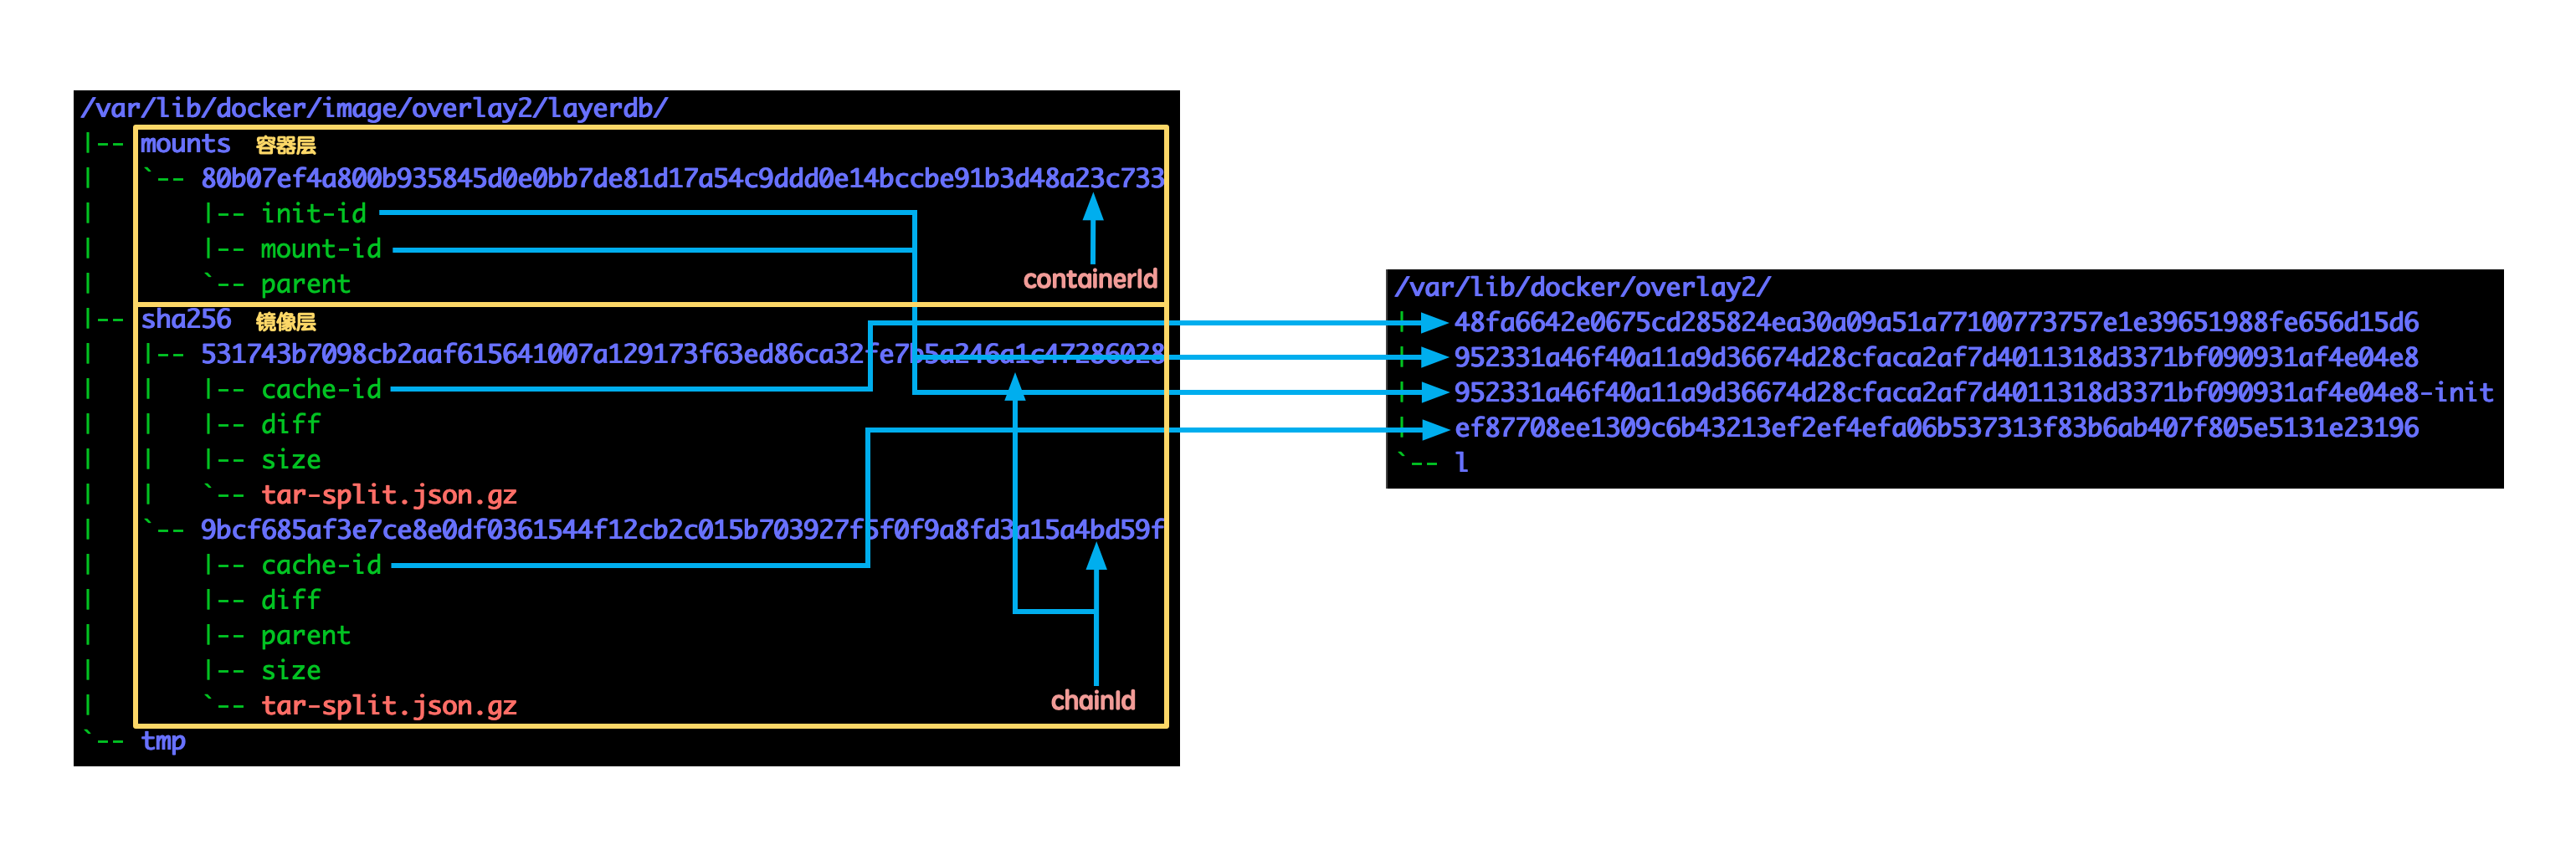 /var/lib/docker/image/overlay2/layerdb/
|-- mounts 容器层
|   `-- 80b07ef4a800b935845d0e0bb7de81d17a54c9ddd0e14bccbe91b3d48a23c733
|       |-- init-id
|       |-- mount-id
|       `-- parent
containerId
|-- sha256 镜像层
|   |-- 531743b7098cb2aaf615641007a129173f63ed86ca32fe7b5a246a1c47286028
|   |   |-- cache-id
|   |   |-- diff
|   |   |-- size
|   |   `-- tar-split.json.gz
|   `-- 9bcf685af3e7ce8e0df0361544f12cb2c015b703927f5f0f9a8fd3a15a4bd59f
|       |-- cache-id
|       |-- diff
|       |-- parent
|       |-- size
|       `-- tar-split.json.gz
chainId
`-- tmp
/var/lib/docker/overlay2/
| 48fa6642e0675cd285824ea30a09a51a77100773757e1e39651988fe656d15d6
| 952331a46f40a11a9d36674d28cfaca2af7d4011318d3371bf090931af4e04e8
| 952331a46f40a11a9d36674d28cfaca2af7d4011318d3371bf090931af4e04e8-init
| ef87708ee1309c6b43213ef2ef4efa06b537313f83b6ab407f805e5131e23196
`-- l